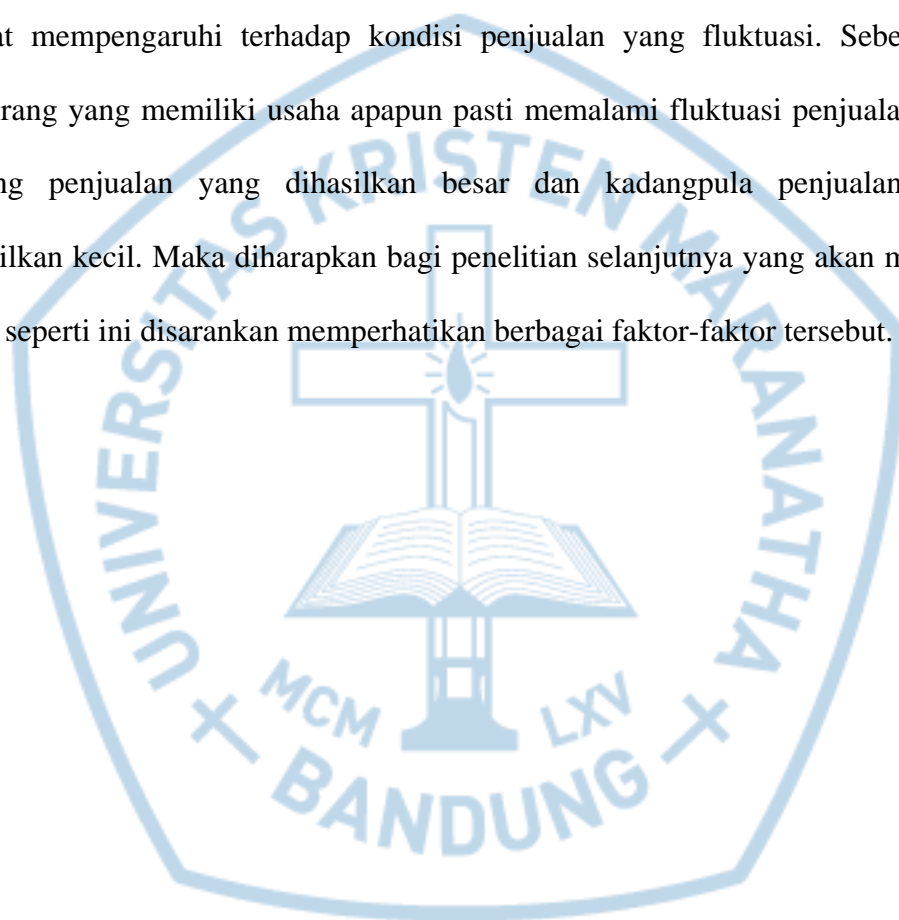 at mempengaruhi terhadap kondisi penjualan yang fluktuasi. Sebe
rang yang memiliki usaha apapun pasti memalami fluktuasi penjuala
ng penjualan yang dihasilkan besar dan kadangpula penjualan
ilkan kecil. Maka diharapkan bagi penelitian selanjutnya yang akan m
seperti ini disarankan memperhatikan berbagai faktor-faktor tersebut.
UNIVERSITAS KRISTEN MARANATHA
MCM LXV
BANDUNG